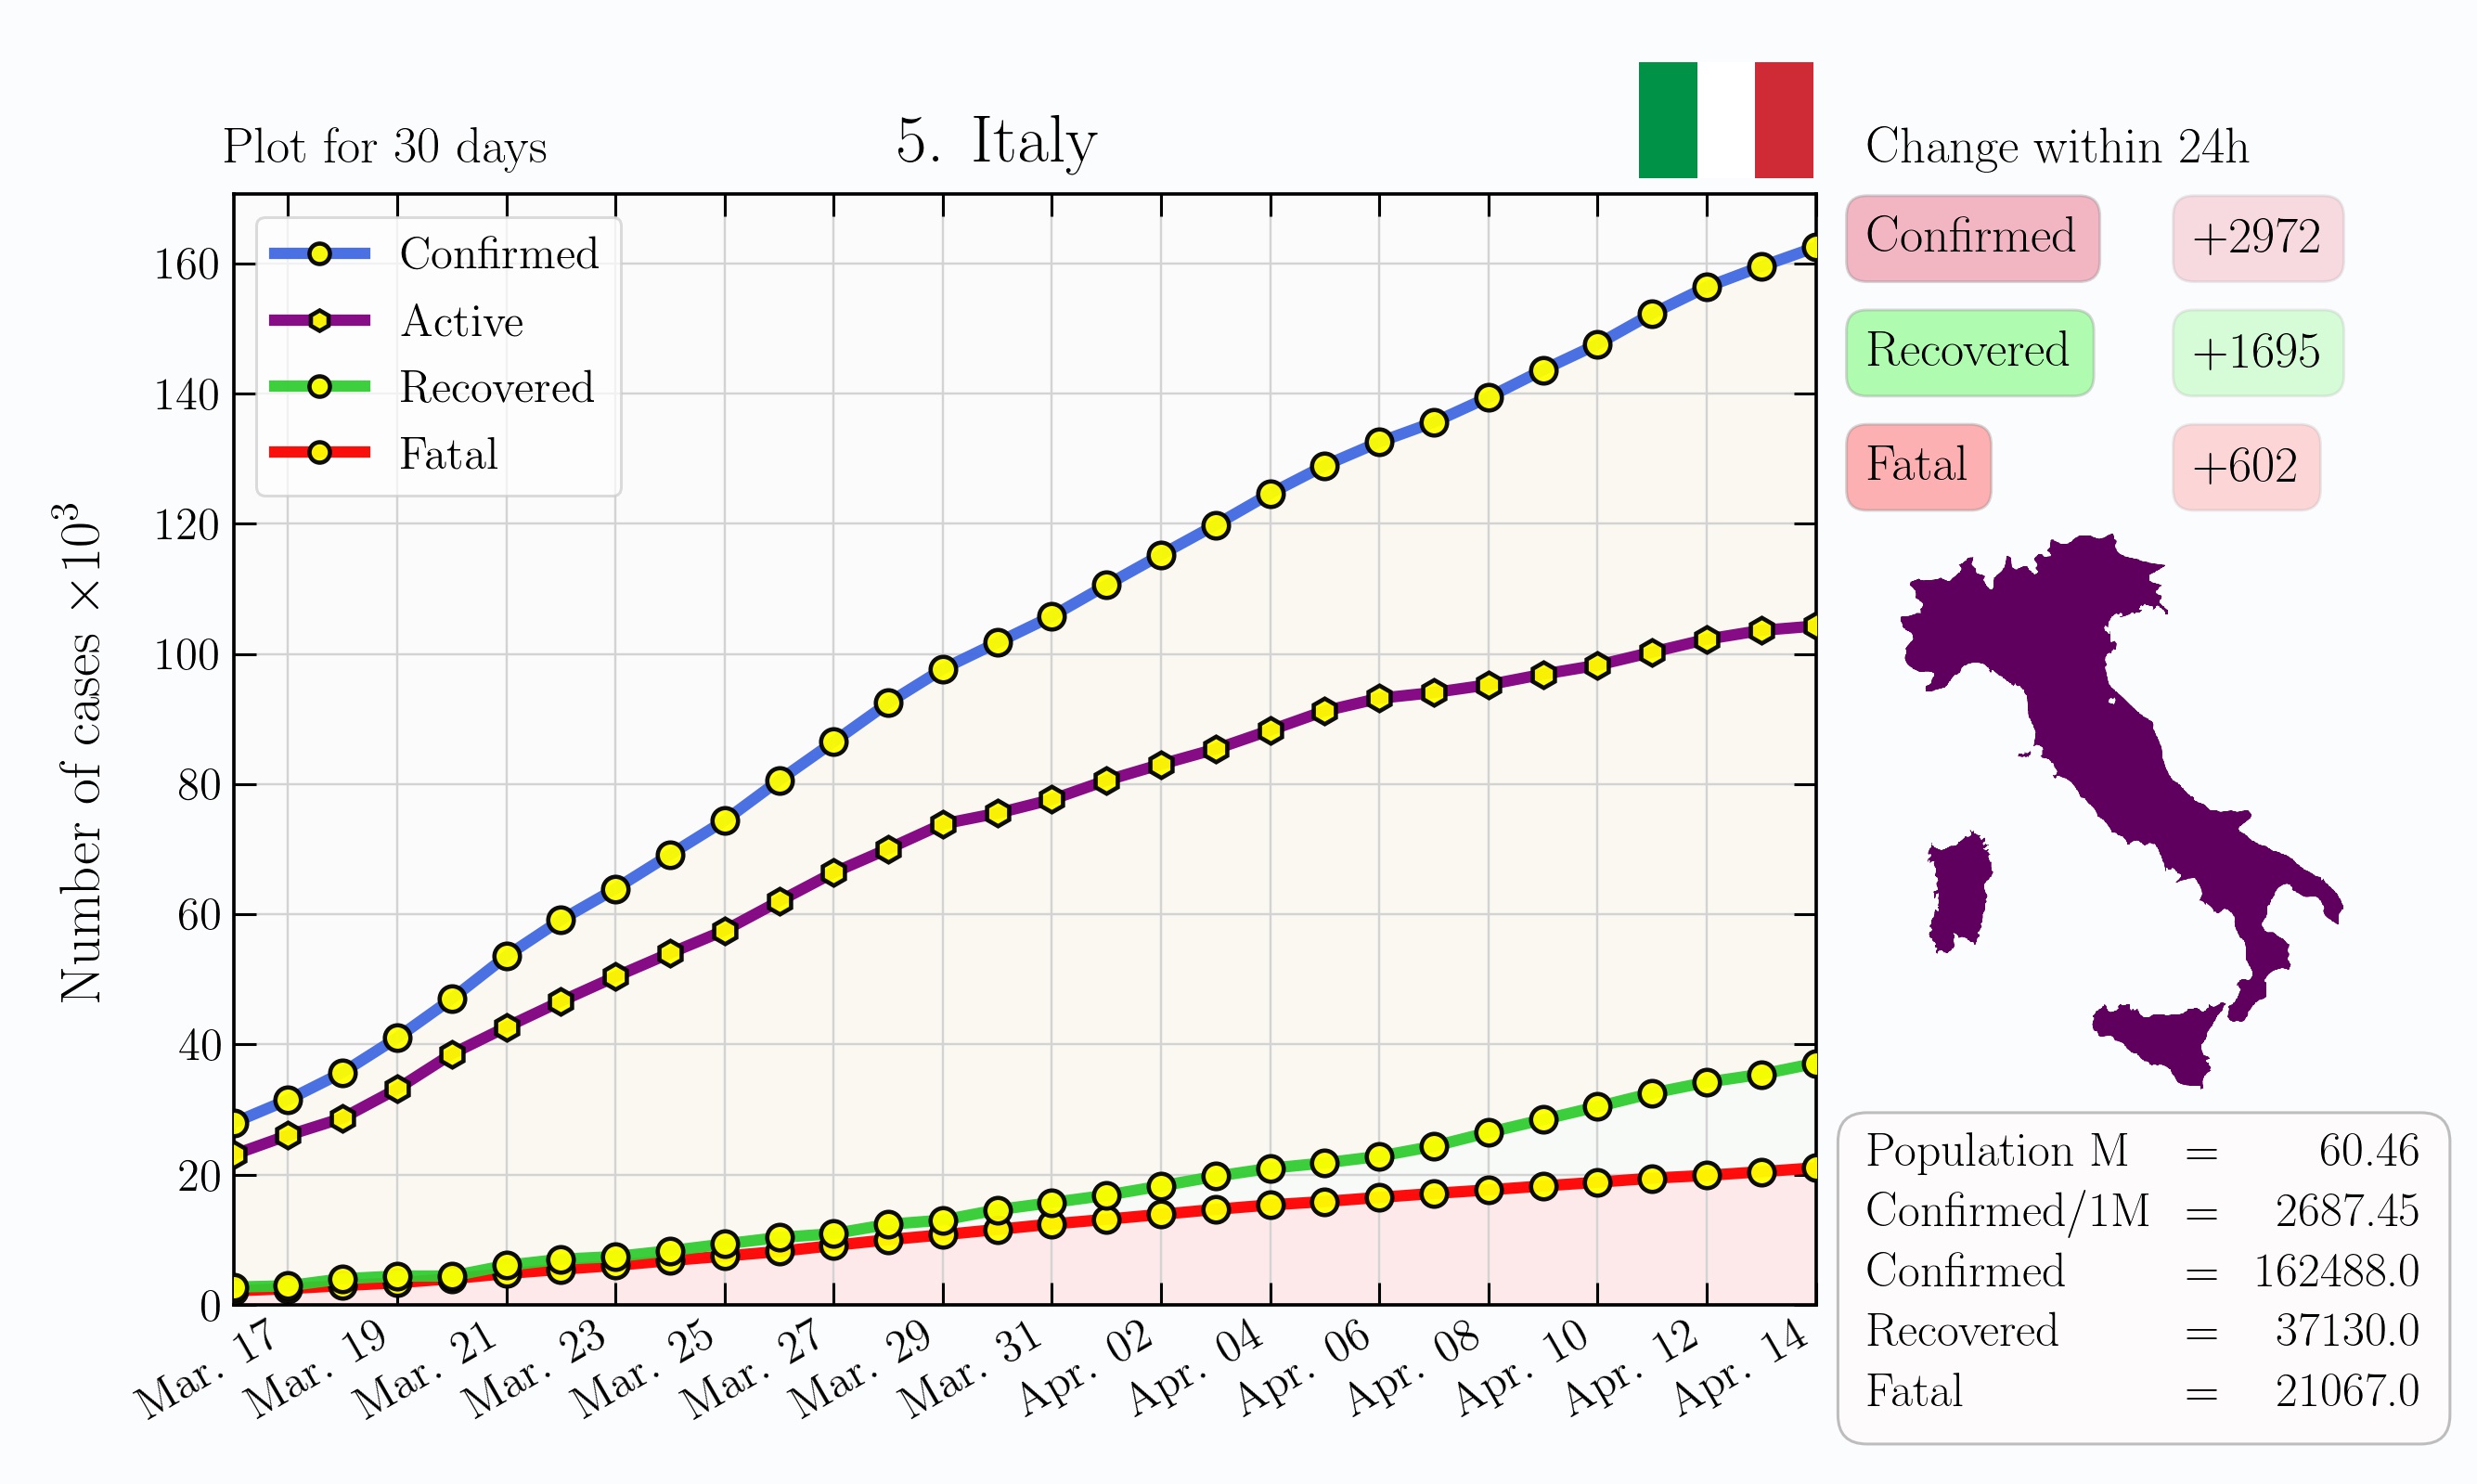 Plot for 30 days
5. Italy
Change within 24h
Confirmed +2972
Recovered +1695
Fatal +602
Confirmed
Active
Recovered
Fatal
Number of cases ×10³
160
140
120
100
80
60
40
20
0
Mar. 17
Mar. 19
Mar. 21
Mar. 23
Mar. 25
Mar. 27
Mar. 29
Mar. 31
Apr. 02
Apr. 04
Apr. 06
Apr. 08
Apr. 10
Apr. 12
Apr. 14
Population M = 60.46
Confirmed/1M = 2687.45
Confirmed = 162488.0
Recovered = 37130.0
Fatal = 21067.0